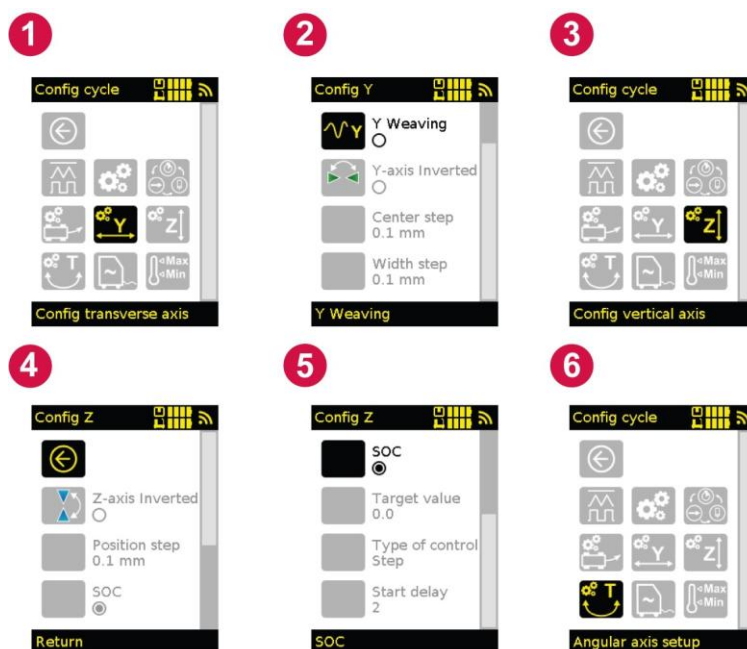 1
2
3
Config cycle
Y
Z
T
<Max
<Min
Config transverse axis
Config Y
Y
Y Weaving
Y-axis Inverted
Center step
0.1 mm
Width step
0.1 mm
Y Weaving
Config cycle
Y
Z
T
<Max
<Min
Config vertical axis
4
5
6
Config Z
Z-axis Inverted
Position step
0.1 mm
SOC
Return
Config Z
SOC
Target value
0.0
Type of control
Step
Start delay
2
SOC
Config cycle
Y
Z
T
<Max
<Min
Angular axis setup